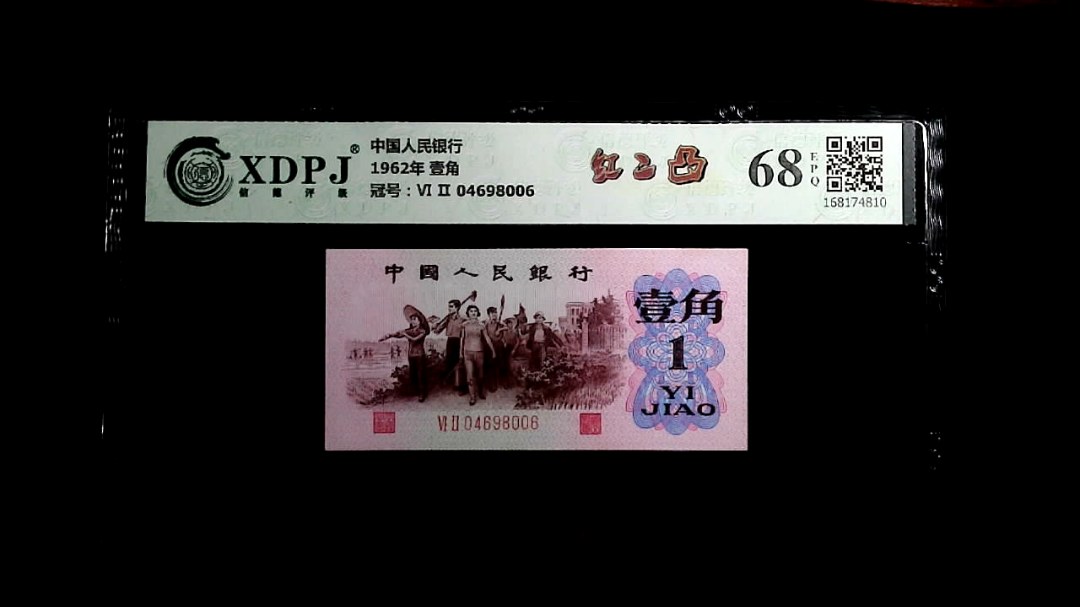 XDPJ®
信德评级
中国人民银行
1962年 壹角
冠号：VI II 04698006
红二凸
68
EPQ
168174810
中國人民銀行
壹角
1
YI
JIAO
VI II 04698006